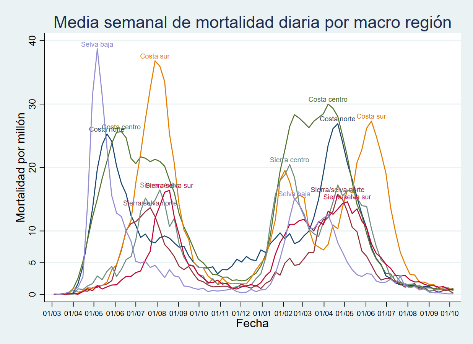 Media semanal de mortalidad diaria por macro región
Mortalidad por millón
40
30
20
10
5
0
Selva baja
Costa sur
Costa centro
Costa norte
Sierra/selva sur
Costa centro
Costa norte
Costa sur
Sierra centro
Selva baja
Sierra/selva norte
Sierra/selva sur
01/03 01/04 01/05 01/06 01/07 01/08 01/09 01/10 01/11 01/12 01/01 01/02 01/03 01/04 01/05 01/06 01/07 01/08 01/09 01/10
Fecha